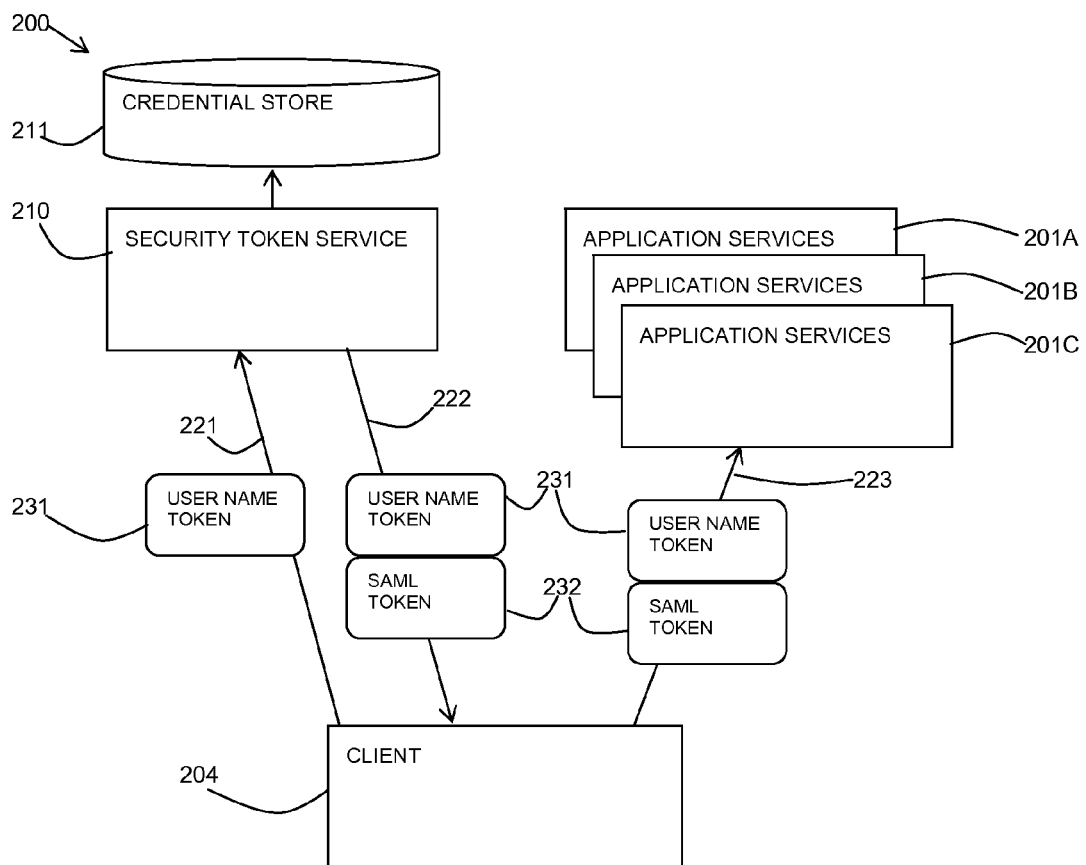 200
CREDENTIAL STORE
211
210
SECURITY TOKEN SERVICE
APPLICATION SERVICES
201A
APPLICATION SERVICES
201B
APPLICATION SERVICES
201C
221
222
231
USER NAME
TOKEN
USER NAME
TOKEN
231
USER NAME
TOKEN
223
SAML
TOKEN
232
SAML
TOKEN
CLIENT
204